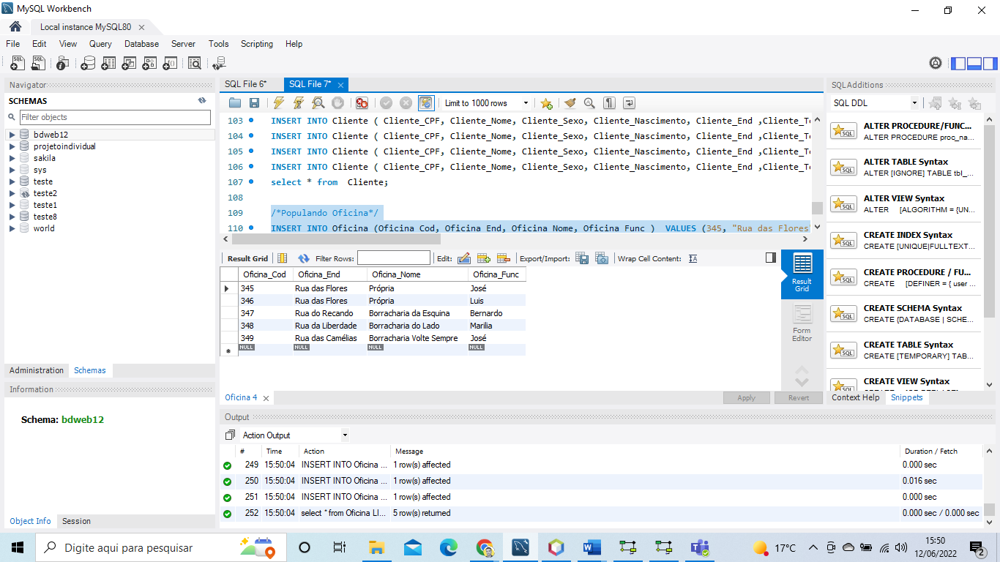 MySQL Workbench
Local instance MySQL80
File Edit View Query Database Server Tools Scripting Help
Navigator
SCHEMAS
Filter objects
bdweb12
projetoindividual
sakila
sys
teste
teste2
teste1
teste8
world
Administration Schemas
Information
Schema: bdweb12
Object Info Session
SQL File 6* SQL File 7*
Limit to 1000 rows
103 INSERT INTO Cliente ( Cliente_CPF, Cliente_Nome, Cliente_Sexo, Cliente_Nascimento, Cliente_End ,Cliente_Te
104 INSERT INTO Cliente ( Cliente_CPF, Cliente_Nome, Cliente_Sexo, Cliente_Nascimento, Cliente_End ,Cliente_Te
105 INSERT INTO Cliente ( Cliente_CPF, Cliente_Nome, Cliente_Sexo, Cliente_Nascimento, Cliente_End ,Cliente_Te
106 INSERT INTO Cliente ( Cliente_CPF, Cliente_Nome, Cliente_Sexo, Cliente_Nascimento, Cliente_End ,Cliente_Te
107 select * from Cliente;
108
109 /*Populando Oficina*/
110 INSERT INTO Oficina (Oficina_Cod, Oficina_End, Oficina_Nome, Oficina_Func ) VALUES (345, "Rua das Flores
Result Grid Filter Rows: Edit: Export/Import: Wrap Cell Content:
Oficina_Cod Oficina_End Oficina_Nome Oficina_Func
345 Rua das Flores Própria José
346 Rua das Flores Própria Luis
347 Rua do Recando Borracharia da Esquina Bernardo
348 Rua da Liberdade Borracharia do Lado Marilia
349 Rua das Camélias Borracharia Volte Sempre José
NULL NULL NULL NULL
Result Grid
Form Editor
Oficina 4
Apply Revert
Output
Action Output
# Time Action Message Duration / Fetch
249 15:50:04 INSERT INTO Oficina ... 1 row(s) affected 0.000 sec
250 15:50:04 INSERT INTO Oficina ... 1 row(s) affected 0.016 sec
251 15:50:04 INSERT INTO Oficina ... 1 row(s) affected 0.000 sec
252 15:50:04 select * from Oficina LI... 5 row(s) returned 0.000 sec / 0.000 sec
SQLAdditions
SQL DDL
ALTER PROCEDURE/FUNC...
ALTER PROCEDURE proc_na...
ALTER TABLE Syntax
ALTER [IGNORE] TABLE tbl_...
ALTER VIEW Syntax
ALTER [ALGORITHM = {UN...
CREATE INDEX Syntax
CREATE [UNIQUE|FULLTEXT...
CREATE PROCEDURE / FU...
CREATE [DEFINER = { user ...
CREATE SCHEMA Syntax
CREATE {DATABASE | SCHE...
CREATE TABLE Syntax
CREATE [TEMPORARY] TAB...
CREATE VIEW Syntax
Context Help Snippets
Digite aqui para pesquisar
17°C
15:50
12/06/2022
2